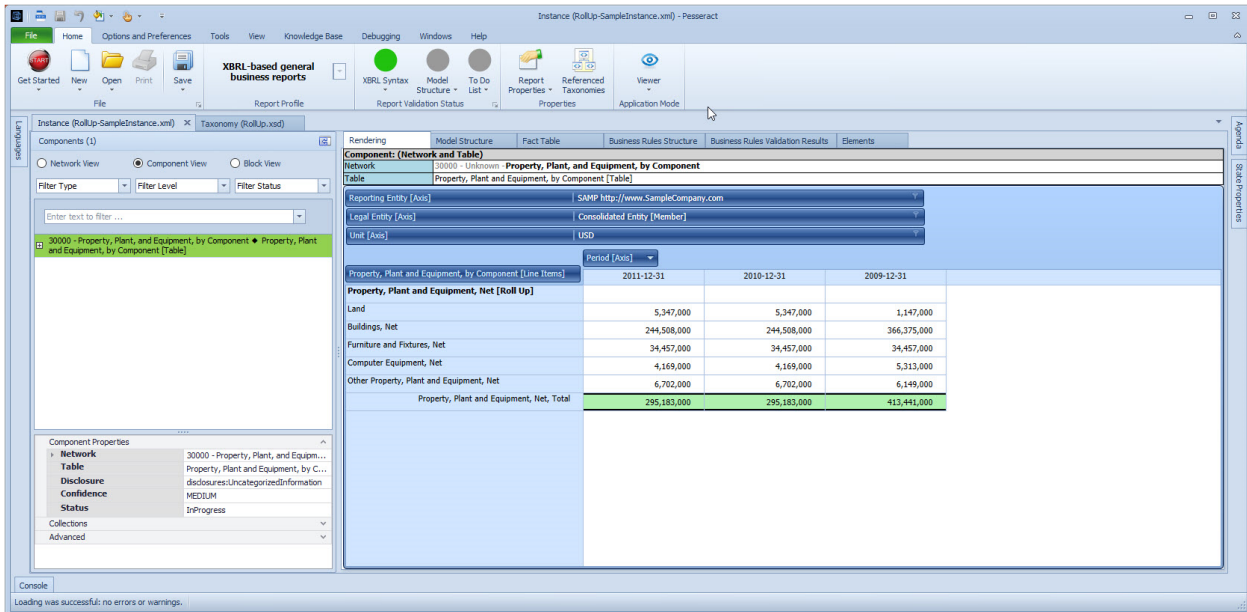 Instance (RollUp-SampleInstance.xml) - Pesseract
File Home Options and Preferences Tools View Knowledge Base Debugging Windows Help
START
Get Started New Open Print Save
File
XBRL-based general
business reports
Report Profile
XBRL Syntax Model
Structure To Do
List
Report Validation Status
Report
Properties Referenced
Taxonomies
Properties
Viewer
Application Mode
Languages
Agenda
State Properties
Instance (RollUp-SampleInstance.xml) X Taxonomy (RollUp.xsd)
Components (1)
Network View Component View Block View
Filter Type Filter Level Filter Status
Enter text to filter ...
30000 - Property, Plant, and Equipment, by Component ◆ Property, Plant
and Equipment, by Component [Table]
Component Properties
Network 30000 - Property, Plant, and Equipm...
Table Property, Plant and Equipment, by C...
Disclosure disclosures:UncategorizedInformation
Confidence MEDIUM
Status InProgress
Collections
Advanced
Rendering Model Structure Fact Table Business Rules Structure Business Rules Validation Results Elements
Component: (Network and Table)
Network 30000 - Unknown - Property, Plant, and Equipment, by Component
Table Property, Plant and Equipment, by Component [Table]
Reporting Entity [Axis] SAMP http://www.SampleCompany.com
Legal Entity [Axis] Consolidated Entity [Member]
Unit [Axis] USD
Period [Axis]
Property, Plant and Equipment, by Component [Line Items] 2011-12-31 2010-12-31 2009-12-31
Property, Plant and Equipment, Net [Roll Up]
Land 5,347,000 5,347,000 1,147,000
Buildings, Net 244,508,000 244,508,000 366,375,000
Furniture and Fixtures, Net 34,457,000 34,457,000 34,457,000
Computer Equipment, Net 4,169,000 4,169,000 5,313,000
Other Property, Plant and Equipment, Net 6,702,000 6,702,000 6,149,000
Property, Plant and Equipment, Net, Total 295,183,000 295,183,000 413,441,000
Console
Loading was successful: no errors or warnings.